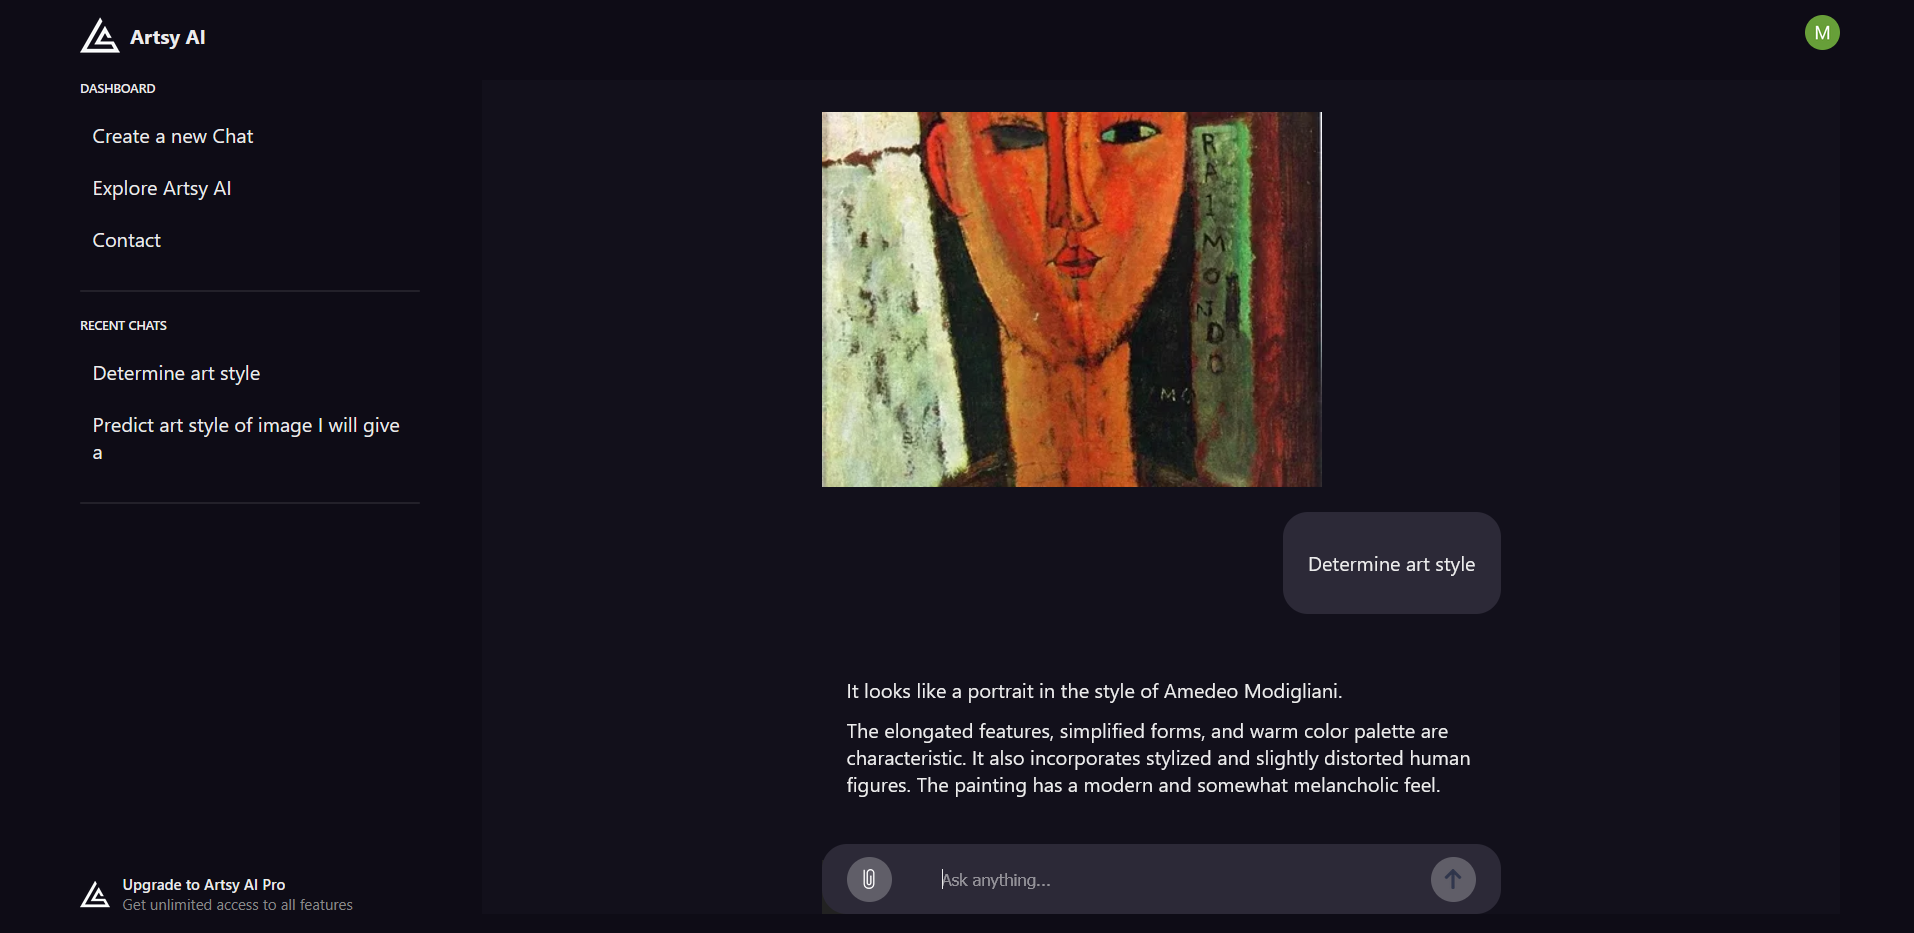 Artsy AI
M
DASHBOARD
Create a new Chat
Explore Artsy AI
Contact
RECENT CHATS
Determine art style
Predict art style of image I will give
a
Upgrade to Artsy AI Pro
Get unlimited access to all features
RAIMONDO
MO
Determine art style
It looks like a portrait in the style of Amedeo Modigliani.
The elongated features, simplified forms, and warm color palette are
characteristic. It also incorporates stylized and slightly distorted human
figures. The painting has a modern and somewhat melancholic feel.
Ask anything...